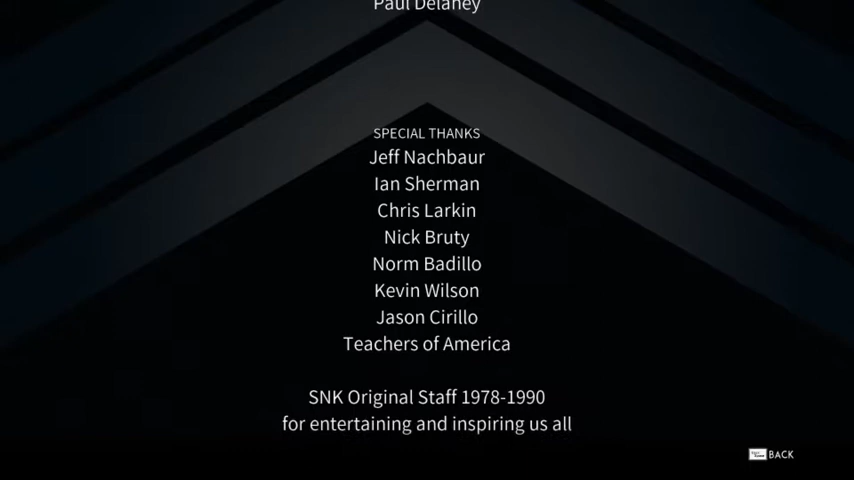 Paul Delaney
SPECIAL THANKS
Jeff Nachbaur
Ian Sherman
Chris Larkin
Nick Bruty
Norm Badillo
Kevin Wilson
Jason Cirillo
Teachers of America
SNK Original Staff 1978-1990
for entertaining and inspiring us all
BACK